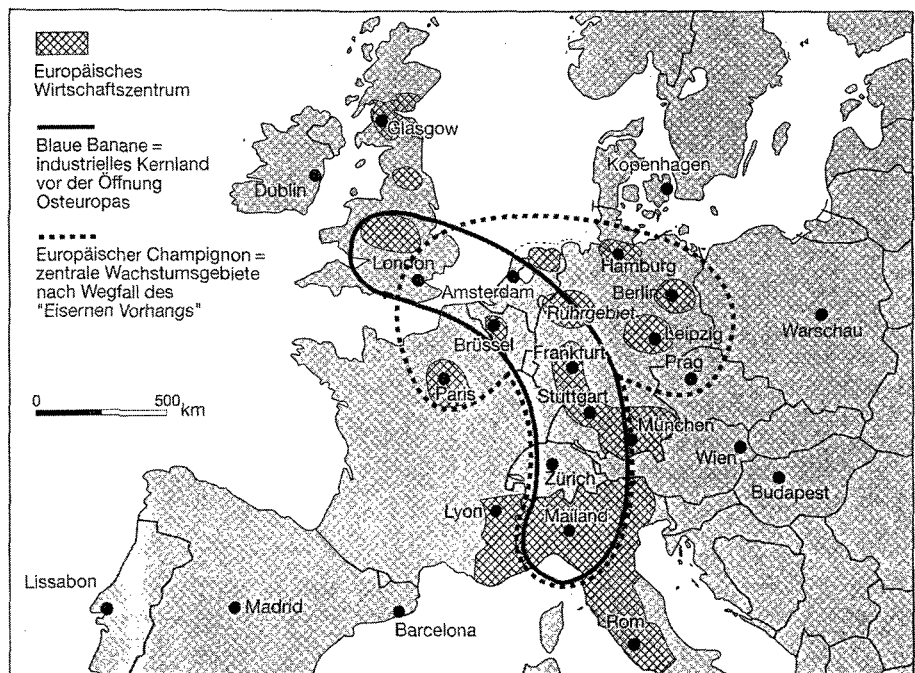 Europäisches
Wirtschaftszentrum
Blaue Banane =
industrielles Kernland
vor der Öffnung
Osteuropas
Europäischer Champignon =
zentrale Wachstumsgebiete
nach Wegfall des
"Eisernen Vorhangs"
0 500 km
Glasgow
Kopenhagen
Dublin
London
Hamburg
Amsterdam
Berlin
Ruhrgebiet
Warschau
Leipzig
Brüssel
Frankfurt
Prag
Paris
Stuttgart
München
Wien
Zürich
Budapest
Lyon
Mailand
Lissabon
Madrid
Barcelona
Rom